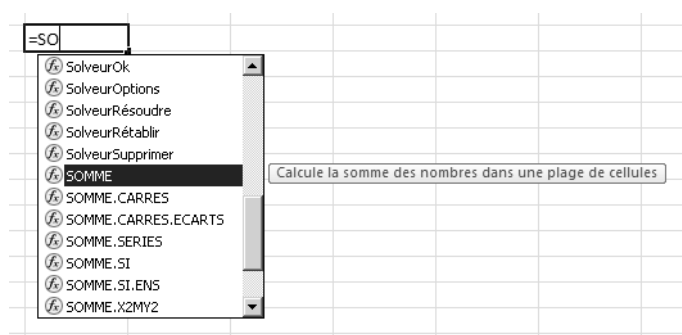 =SO
SolveurOk
SolveurOptions
SolveurRésoudre
SolveurRétablir
SolveurSupprimer
SOMME
Calcule la somme des nombres dans une plage de cellules
SOMME.CARRES
SOMME.CARRES.ECARTS
SOMME.SERIES
SOMME.SI
SOMME.SI.ENS
SOMME.X2MY2